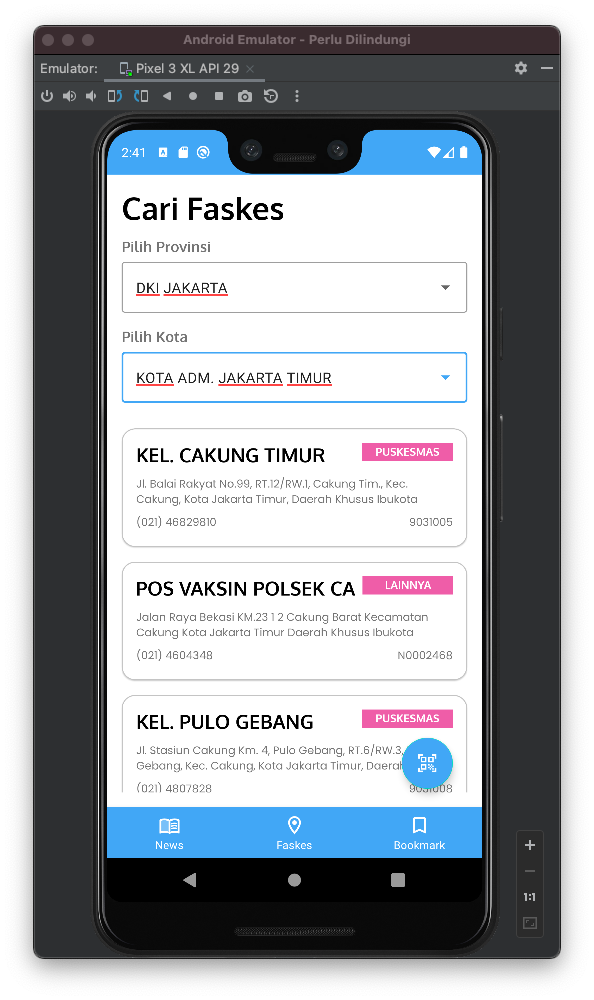 Android Emulator - Perlu Dilindungi
Emulator: Pixel 3 XL API 29
2:41
Cari Faskes
Pilih Provinsi
DKI JAKARTA
Pilih Kota
KOTA ADM. JAKARTA TIMUR
KEL. CAKUNG TIMUR PUSKESMAS
Jl. Balai Rakyat No.99, RT.12/RW.1, Cakung Tim., Kec.
Cakung, Kota Jakarta Timur, Daerah Khusus Ibukota
(021) 46829810 9031005
POS VAKSIN POLSEK CA LAINNYA
Jalan Raya Bekasi KM.23 1 2 Cakung Barat Kecamatan
Cakung Kota Jakarta Timur Daerah Khusus Ibukota
(021) 4604348 N0002468
KEL. PULO GEBANG PUSKESMAS
Jl. Stasiun Cakung Km. 4, Pulo Gebang, RT.6/RW.3,
Gebang, Kec. Cakung, Kota Jakarta Timur, Daerah
(021) 4807828 9031008
News Faskes Bookmark
1:1